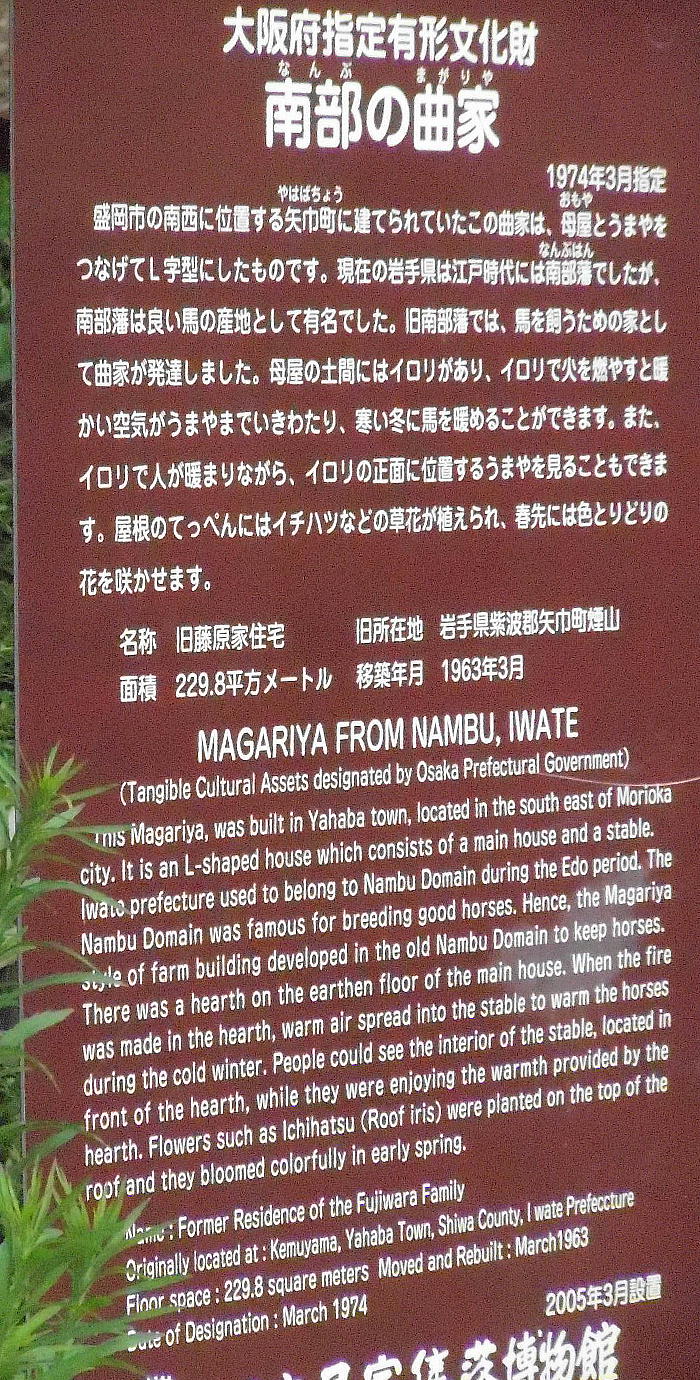 大阪府指定有形文化財
なんぶ まがりや
南部の曲家
1974年3月指定
やはばちょう おもや
盛岡市の南西に位置する矢巾町に建てられていたこの曲家は、母屋とうまやを
なんぶはん
つなげてL字型にしたものです。現在の岩手県は江戸時代には南部藩でしたが、
南部藩は良い馬の産地として有名でした。旧南部藩では、馬を飼うための家とし
て曲家が発達しました。母屋の土間にはイロリがあり、イロリで火を燃やすと暖
かい空気がうまやまでいきわたり、寒い冬に馬を暖めることができます。また、
イロリで人が暖まりながら、イロリの正面に位置するうまやを見ることもできま
す。屋根のてっぺんにはイチハツなどの草花が植えられ、春先には色とりどりの
花を咲かせます。
名称 旧藤原家住宅 旧所在地 岩手県紫波郡矢巾町煙山
面積 229.8平方メートル 移築年月 1963年3月
MAGARIYA FROM NAMBU, IWATE
(Tangible Cultural Assets designated by Osaka Prefectural Government)
This Magariya, was built in Yahaba town, located in the south east of Morioka
city. It is an L-shaped house which consists of a main house and a stable.
Iwate prefecture used to belong to Nambu Domain during the Edo period. The
Nambu Domain was famous for breeding good horses. Hence, the Magariya
style of farm building developed in the old Nambu Domain to keep horses.
There was a hearth on the earthen floor of the main house. When the fire
was made in the hearth, warm air spread into the stable to warm the horses
during the cold winter. People could see the interior of the stable, located in
front of the hearth, while they were enjoying the warmth provided by the
hearth. Flowers such as Ichihatsu (Roof iris) were planted on the top of the
roof and they bloomed colorfully in early spring.
Name : Former Residence of the Fujiwara Family
Originally located at : Kemuyama, Yahaba Town, Shiwa County, I wate Prefeccture
Floor space : 229.8 square meters Moved and Rebuilt : March1963
Date of Designation : March 1974
2005年3月設置
博物館